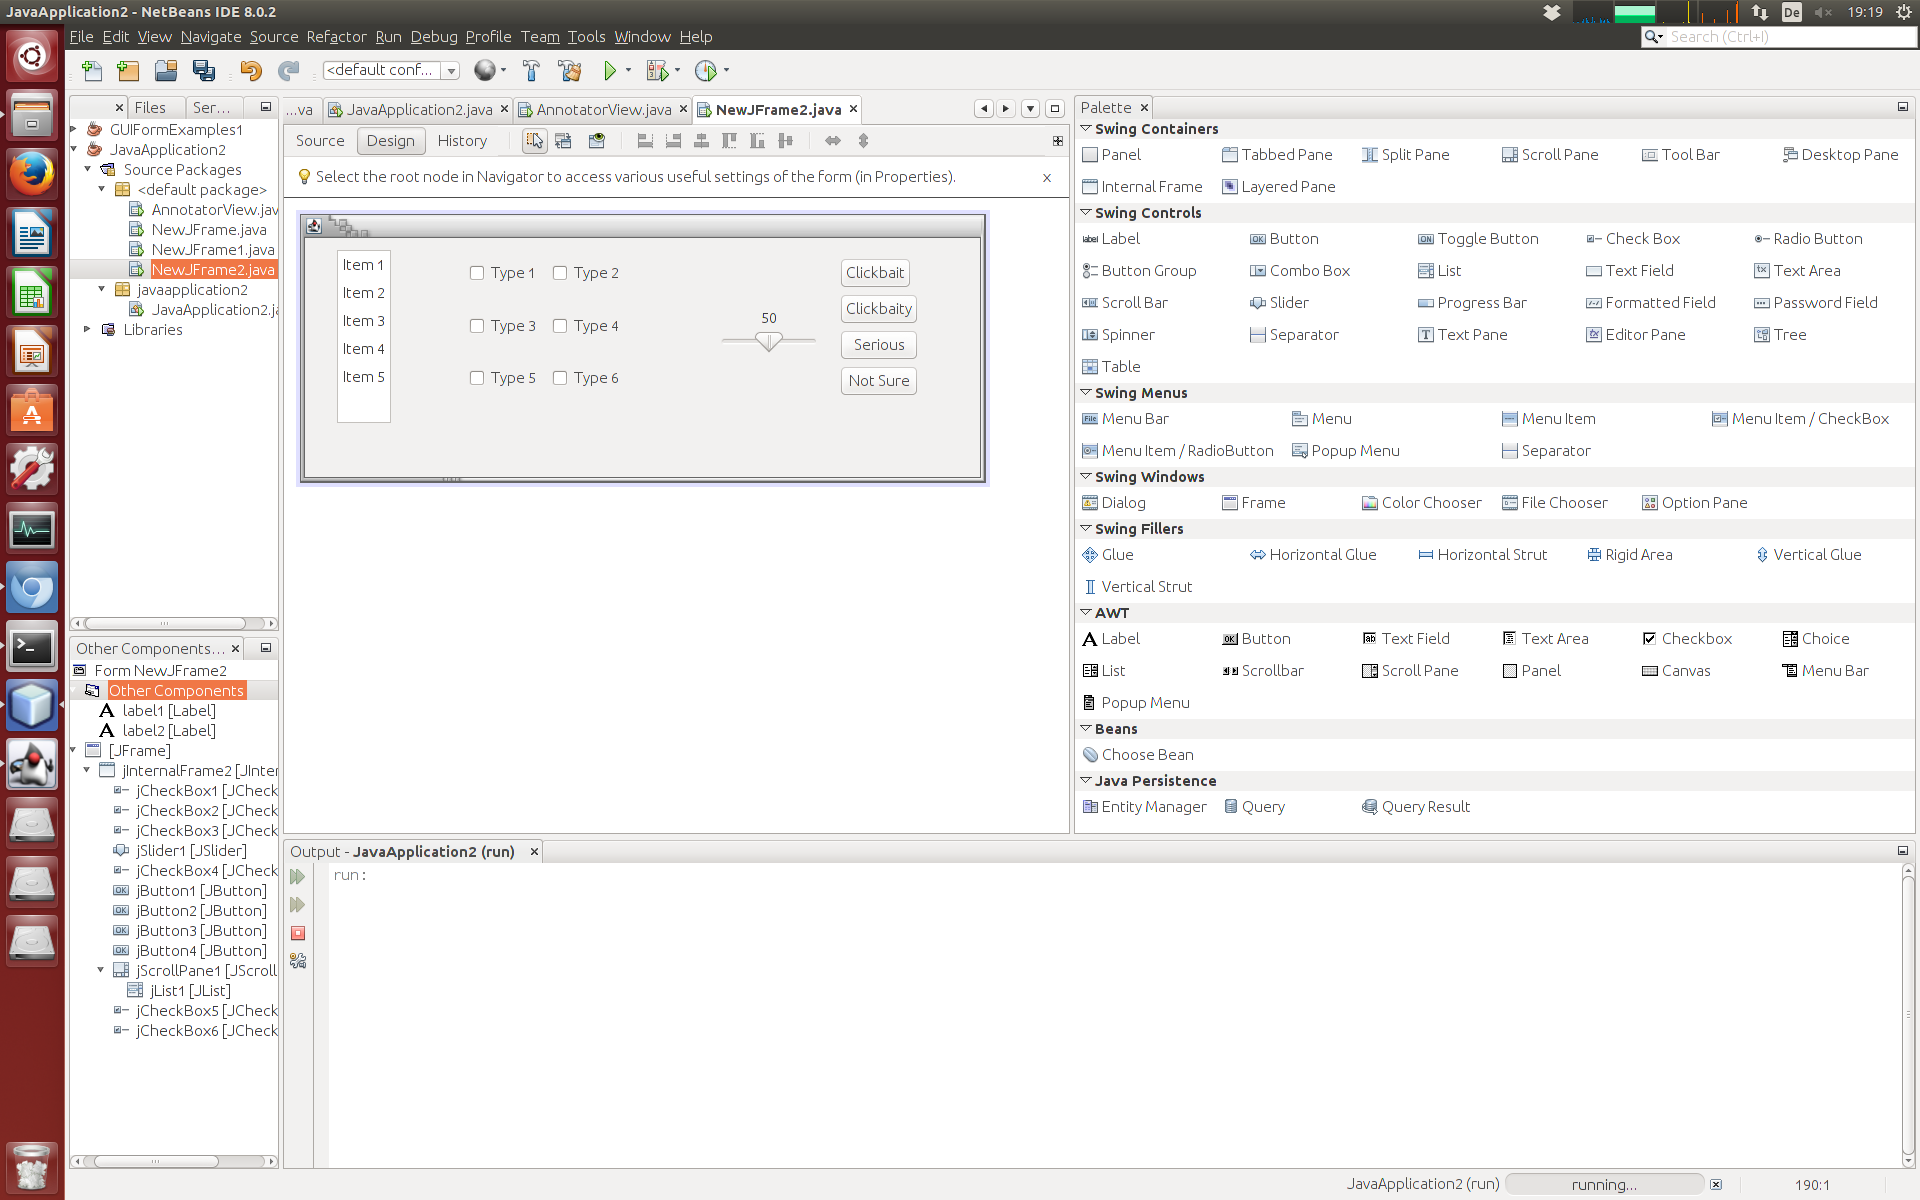 JavaApplication2 - NetBeans IDE 8.0.2
De
19:19
File Edit View Navigate Source Refactor Run Debug Profile Team Tools Window Help
Search (Ctrl+I)
<default conf...
Files
Ser...
...va
JavaApplication2.java
AnnotatorView.java
NewJFrame2.java
Source Design History
Select the root node in Navigator to access various useful settings of the form (in Properties).
x
GUIFormExamples1
JavaApplication2
Source Packages
<default package>
AnnotatorView.jav
NewJFrame.java
NewJFrame1.java
NewJFrame2.java
javaapplication2
JavaApplication2.ja
Libraries
Item 1
Item 2
Item 3
Item 4
Item 5
Type 1 Type 2
Type 3 Type 4
Type 5 Type 6
50
Clickbait
Clickbaity
Serious
Not Sure
Other Components...
Form NewJFrame2
Other Components
label1 [Label]
label2 [Label]
[JFrame]
jInternalFrame2 [JInter
jCheckBox1 [JCheck
jCheckBox2 [JCheck
jCheckBox3 [JCheck
jSlider1 [JSlider]
jCheckBox4 [JCheck
jButton1 [JButton]
jButton2 [JButton]
jButton3 [JButton]
jButton4 [JButton]
jScrollPane1 [JScroll
jList1 [JList]
jCheckBox5 [JCheck
jCheckBox6 [JCheck
Palette
Swing Containers
Panel Tabbed Pane Split Pane Scroll Pane Tool Bar Desktop Pane
Internal Frame Layered Pane
Swing Controls
Label Button Toggle Button Check Box Radio Button
Button Group Combo Box List Text Field Text Area
Scroll Bar Slider Progress Bar Formatted Field Password Field
Spinner Separator Text Pane Editor Pane Tree
Table
Swing Menus
Menu Bar Menu Menu Item Menu Item / CheckBox
Menu Item / RadioButton Popup Menu Separator
Swing Windows
Dialog Frame Color Chooser File Chooser Option Pane
Swing Fillers
Glue Horizontal Glue Horizontal Strut Rigid Area Vertical Glue
Vertical Strut
AWT
Label Button Text Field Text Area Checkbox Choice
List Scrollbar Scroll Pane Panel Canvas Menu Bar
Popup Menu
Beans
Choose Bean
Java Persistence
Entity Manager Query Query Result
Output - JavaApplication2 (run)
run:
JavaApplication2 (run)
running...
190:1